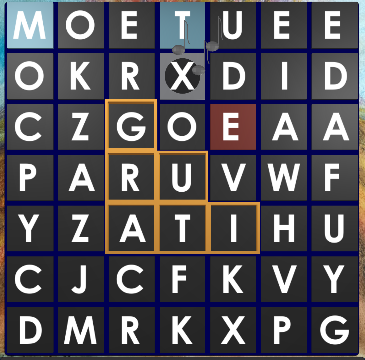 M O E T U E E
O K R X D I D
C Z G O E A A
P A R U V W F
Y Z A T I H U
C J C F K V Y
D M R K X P G